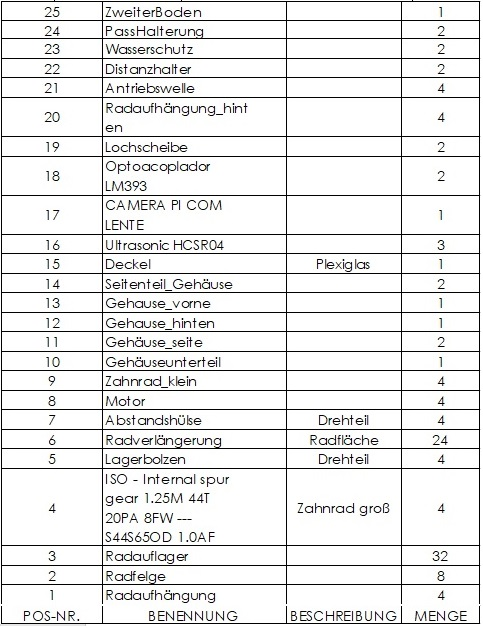 25 ZweiterBoden 1
24 PassHalterung 2
23 Wasserschutz 2
22 Distanzhalter 2
21 Antriebswelle 4
20 Radaufhängung_hint
en 4
19 Lochscheibe 2
18 Optoacoplador
LM393 2
17 CAMERA PI COM
LENTE 1
16 Ultrasonic HCSR04 3
15 Deckel Plexiglas 1
14 Seitenteil_Gehäuse 2
13 Gehause_vorne 1
12 Gehause_hinten 1
11 Gehäuse_seite 2
10 Gehäuseunterteil 1
9 Zahnrad_klein 4
8 Motor 4
7 Abstandshülse Drehteil 4
6 Radverlängerung Radfläche 24
5 Lagerbolzen Drehteil 4
4 ISO - Internal spur
gear 1.25M 44T
20PA 8FW ---
S44S65OD 1.0AF Zahnrad groß 4
3 Radauflager 32
2 Radfelge 8
1 Radaufhängung 4
POS-NR. BENENNUNG BESCHREIBUNG MENGE